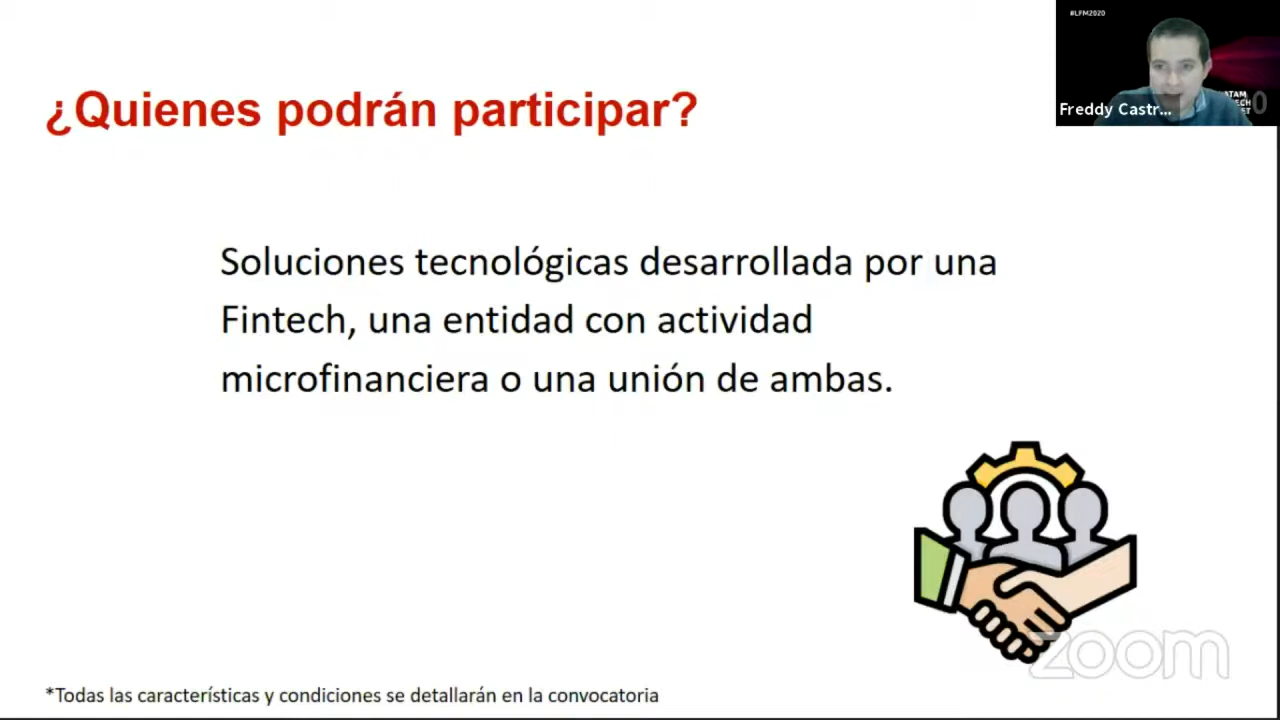 #LFM2020
¿Quienes podrán participar?
Freddy Castr...
Soluciones tecnológicas desarrollada por una
Fintech, una entidad con actividad
microfinanciera o una unión de ambas.
zoom
*Todas las características y condiciones se detallarán en la convocatoria